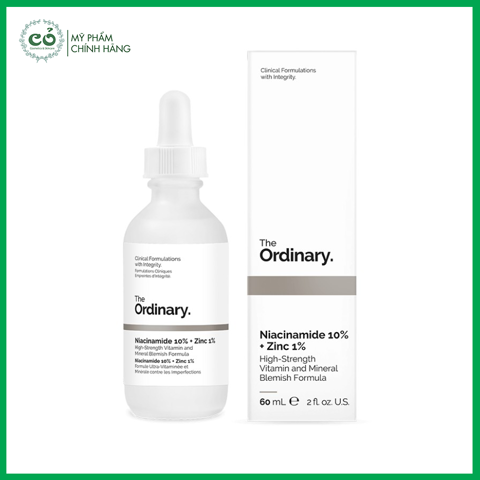 CỎ
Cosmetics & Skincare
MỸ PHẨM
CHÍNH HÃNG
Clinical Formulations
with Integrity.
Formulations Cliniques
Empreintes d'Intégrité.
The
Ordinary.
Niacinamide 10% + Zinc 1%
High-Strength Vitamin and
Mineral Blemish Formula
Niacinamide 10% + Zinc 1%
Formule Ultra-Vitaminée et
Minérale contre les Imperfections
Clinical Formulations
with Integrity.
The
Ordinary.
Niacinamide 10%
+ Zinc 1%
High-Strength
Vitamin and Mineral
Blemish Formula
60 mL ℮ 2 fl. oz. U.S.